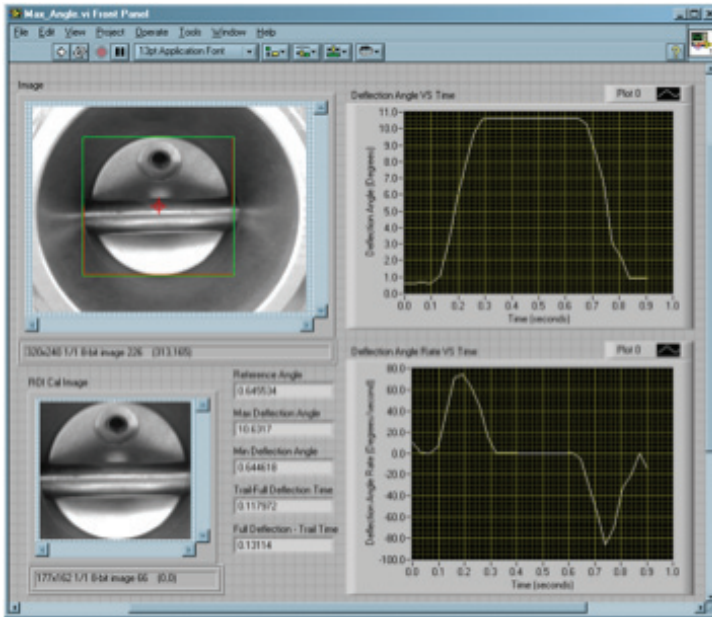 Max_Angle.vi Front Panel
File Edit View Project Operate Tools Window Help
13pt Application Font
Image
320x240 1/1 8-bit image 226 (313,165)
ROI Cal Image
177x162 1/1 8-bit image 66 (0,0)
Reference Angle
0.645534
Max Deflection Angle
10.6317
Min Deflection Angle
0.644618
Trail-Full Deflection Time
0.117972
Full Deflection - Trail Time
0.13114
Deflection Angle VS Time
Plot 0
Deflection Angle (Degrees)
11.0
10.0
9.0
8.0
7.0
6.0
5.0
4.0
3.0
2.0
1.0
0.0
0.0 0.1 0.2 0.3 0.4 0.5 0.6 0.7 0.8 0.9 1.0
Time (seconds)
Deflection Angle Rate VS Time
Plot 0
Deflection Angle Rate (Degrees/second)
80.0
60.0
40.0
20.0
0.0
-20.0
-40.0
-60.0
-80.0
-100.0
0.0 0.1 0.2 0.3 0.4 0.5 0.6 0.7 0.8 0.9 1.0
Time (seconds)